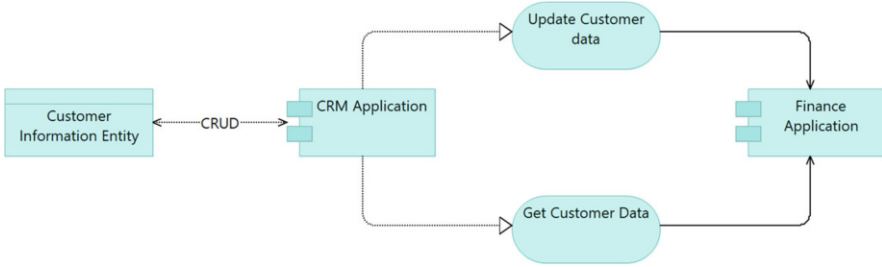 Update Customer
data
Customer
Information Entity
CRUD
CRM Application
Finance
Application
Get Customer Data